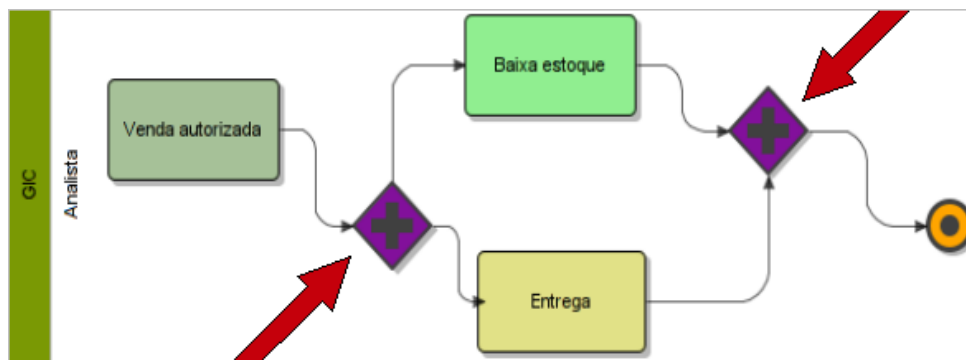 GIC
Analista
Venda autorizada
Baixa estoque
Entrega